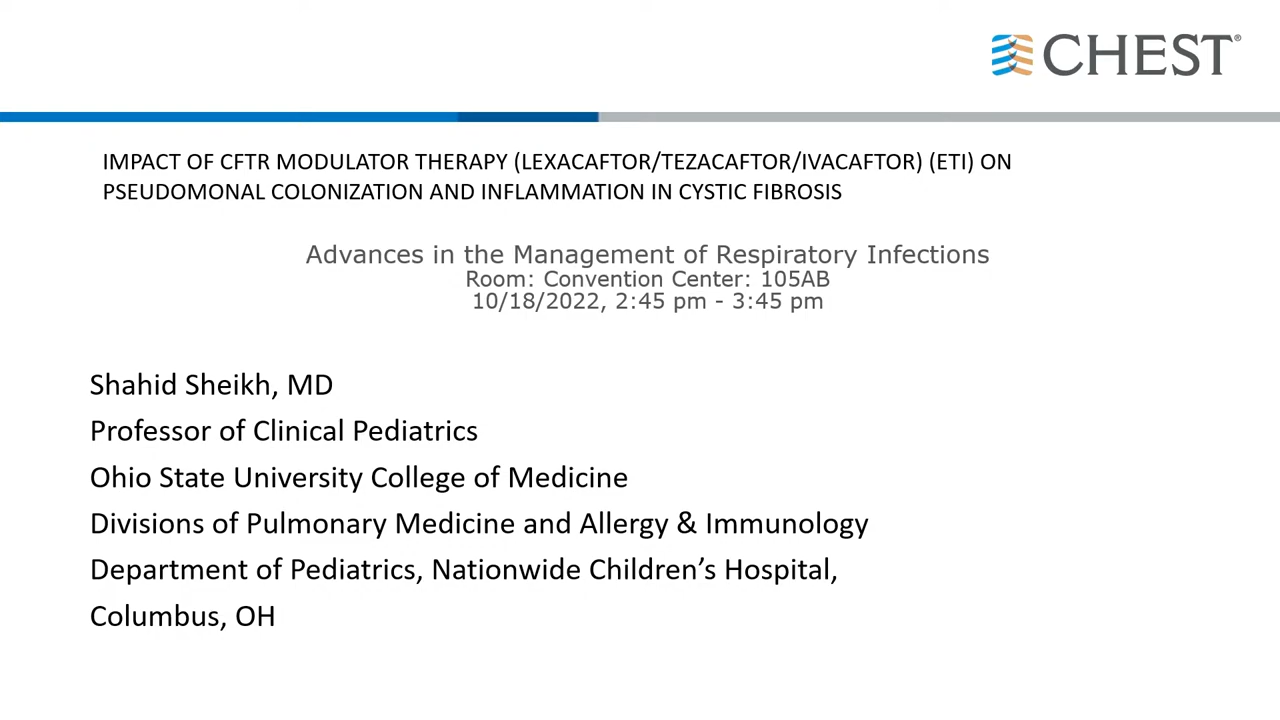 CHEST®
IMPACT OF CFTR MODULATOR THERAPY (LEXACAFTOR/TEZACAFTOR/IVACAFTOR) (ETI) ON
PSEUDOMONAL COLONIZATION AND INFLAMMATION IN CYSTIC FIBROSIS
Advances in the Management of Respiratory Infections
Room: Convention Center: 105AB
10/18/2022, 2:45 pm - 3:45 pm
Shahid Sheikh, MD
Professor of Clinical Pediatrics
Ohio State University College of Medicine
Divisions of Pulmonary Medicine and Allergy & Immunology
Department of Pediatrics, Nationwide Children’s Hospital,
Columbus, OH